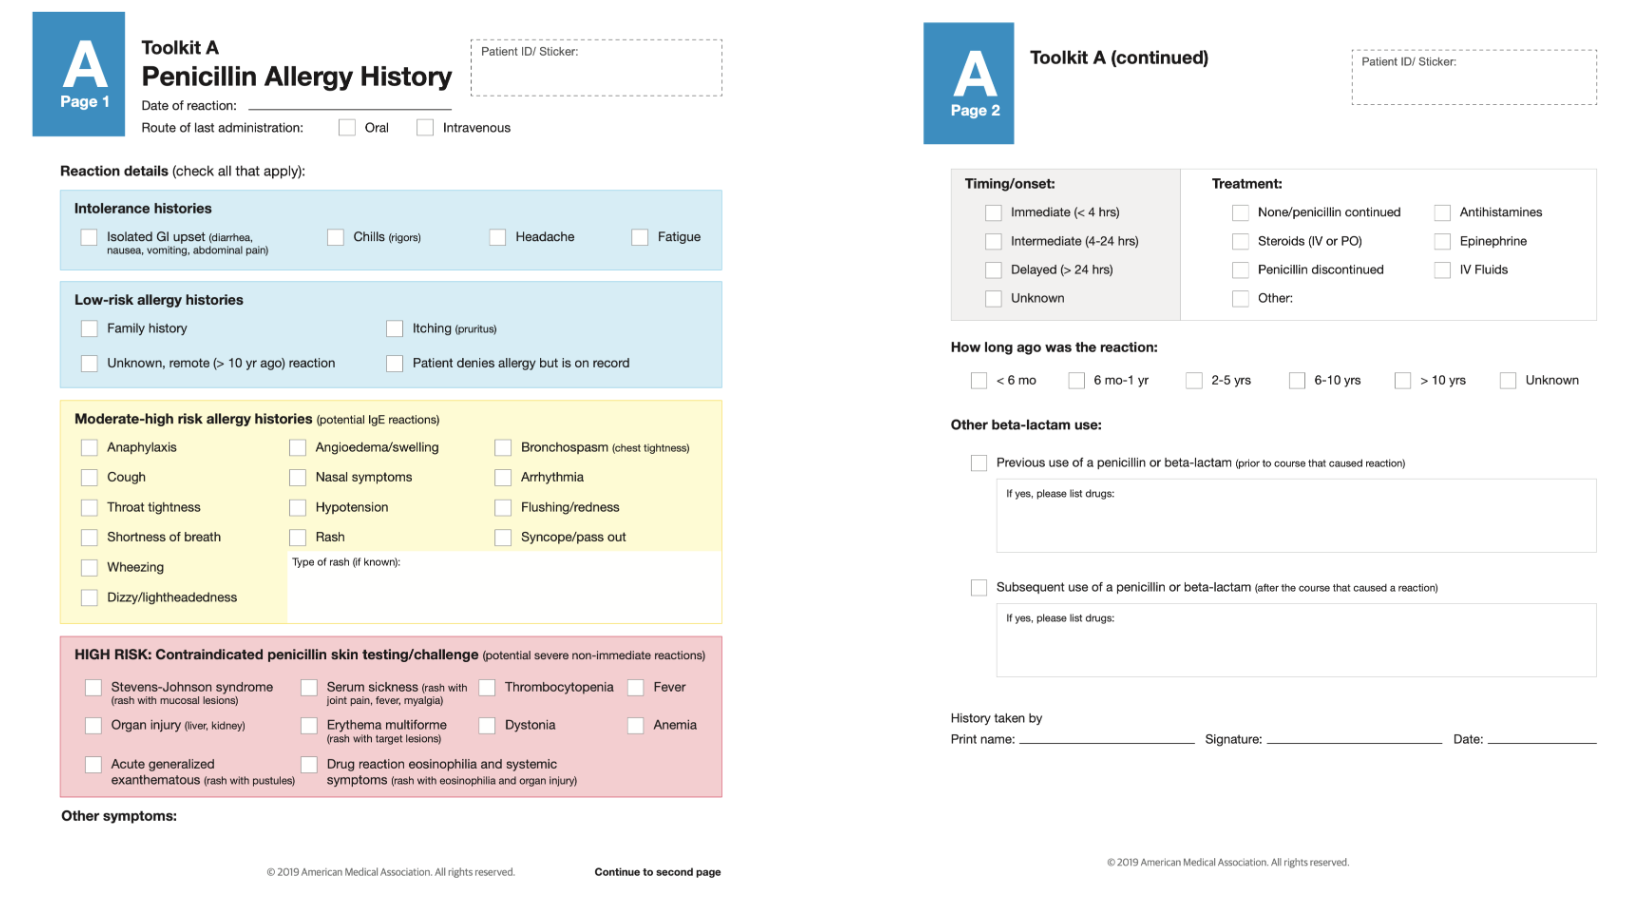 A
Page 1
Toolkit A
Penicillin Allergy History
Patient ID/ Sticker:
Date of reaction:
Route of last administration: Oral Intravenous
Reaction details (check all that apply):
Intolerance histories
Isolated GI upset (diarrhea, nausea, vomiting, abdominal pain) Chills (rigors) Headache Fatigue
Low-risk allergy histories
Family history Itching (pruritus)
Unknown, remote (> 10 yr ago) reaction Patient denies allergy but is on record
Moderate-high risk allergy histories (potential IgE reactions)
Anaphylaxis Angioedema/swelling Bronchospasm (chest tightness)
Cough Nasal symptoms Arrhythmia
Throat tightness Hypotension Flushing/redness
Shortness of breath Rash Syncope/pass out
Wheezing Type of rash (if known):
Dizzy/lightheadedness
HIGH RISK: Contraindicated penicillin skin testing/challenge (potential severe non-immediate reactions)
Stevens-Johnson syndrome (rash with mucosal lesions) Serum sickness (rash with joint pain, fever, myalgia) Thrombocytopenia Fever
Organ injury (liver, kidney) Erythema multiforme (rash with target lesions) Dystonia Anemia
Acute generalized exanthematous (rash with pustules) Drug reaction eosinophilia and systemic symptoms (rash with eosinophilia and organ injury)
Other symptoms:
© 2019 American Medical Association. All rights reserved.
Continue to second page
A
Page 2
Toolkit A (continued)
Patient ID/ Sticker:
Timing/onset:
Immediate (< 4 hrs)
Intermediate (4-24 hrs)
Delayed (> 24 hrs)
Unknown
Treatment:
None/penicillin continued Antihistamines
Steroids (IV or PO) Epinephrine
Penicillin discontinued IV Fluids
Other:
How long ago was the reaction:
< 6 mo 6 mo-1 yr 2-5 yrs 6-10 yrs > 10 yrs Unknown
Other beta-lactam use:
Previous use of a penicillin or beta-lactam (prior to course that caused reaction)
If yes, please list drugs:
Subsequent use of a penicillin or beta-lactam (after the course that caused a reaction)
If yes, please list drugs:
History taken by
Print name: Signature: Date:
© 2019 American Medical Association. All rights reserved.